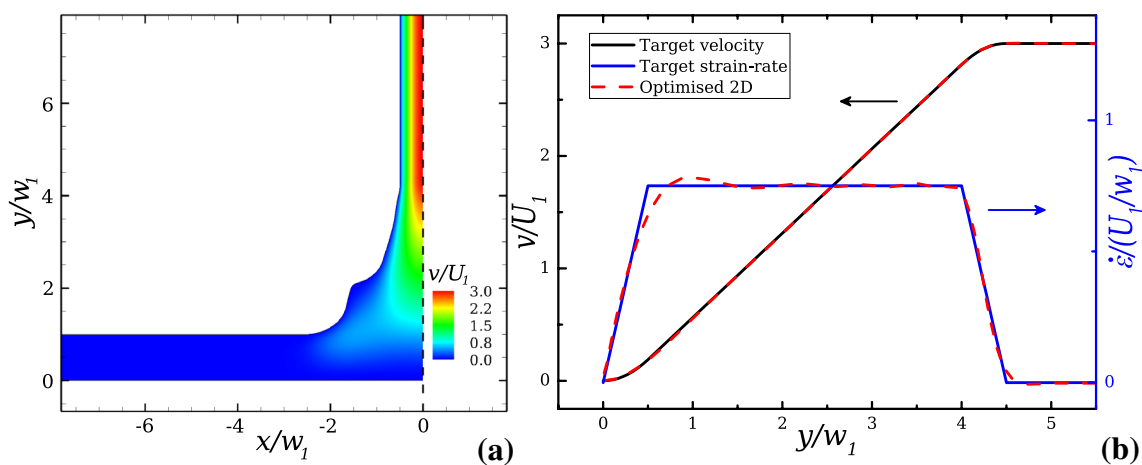 y/w₁
6
4
2
0
v/U₁
3.0
2.2
1.5
0.8
0.0
-6
-4
-2
0
x/w₁
(a)
Target velocity
Target strain-rate
Optimised 2D
v/U₁
3
2
1
0
0
1
2
3
4
5
y/w₁
1
0
ε̇/(U₁/w₁)
(b)